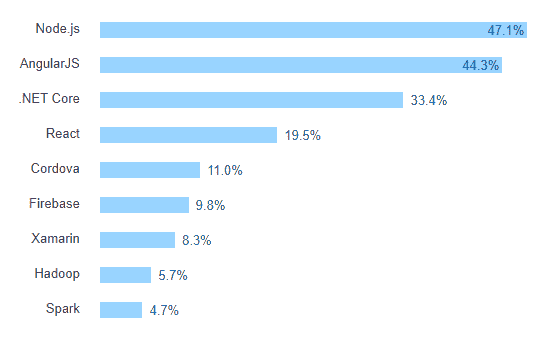 Node.js 47.1%
AngularJS 44.3%
.NET Core 33.4%
React 19.5%
Cordova 11.0%
Firebase 9.8%
Xamarin 8.3%
Hadoop 5.7%
Spark 4.7%